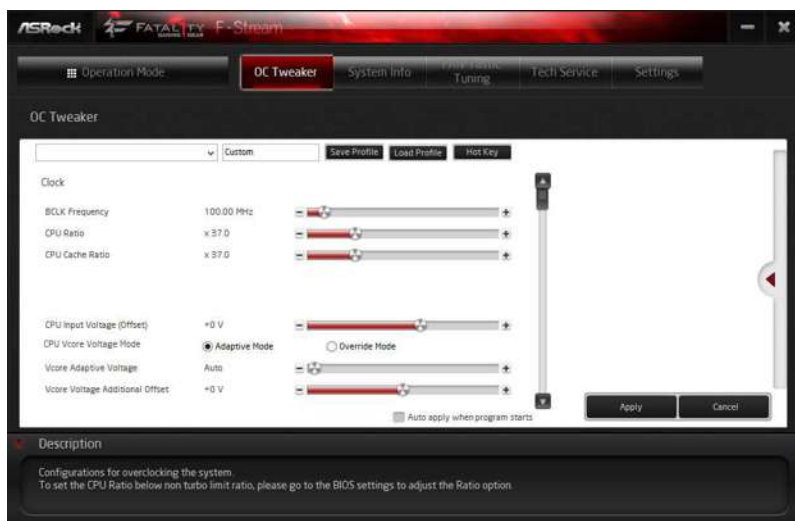 ASRock FATAL1TY F-Stream
GAMING GEAR
Operation Mode OC Tweaker System Info Tuning Tech Service Settings
OC Tweaker
Custom Save Profile Load Profile Hot Key
Clock
BCLK Frequency 100.00 MHz
CPU Ratio x 37.0
CPU Cache Ratio x 37.0
CPU Input Voltage (Offset) +0 V
CPU Vcore Voltage Mode Adaptive Mode Override Mode
Vcore Adaptive Voltage Auto
Vcore Voltage Additional Offset +0 V
Auto apply when program starts
Apply Cancel
Description
Configurations for overclocking the system.
To set the CPU Ratio below non turbo limit ratio, please go to the BIOS settings to adjust the Ratio option.